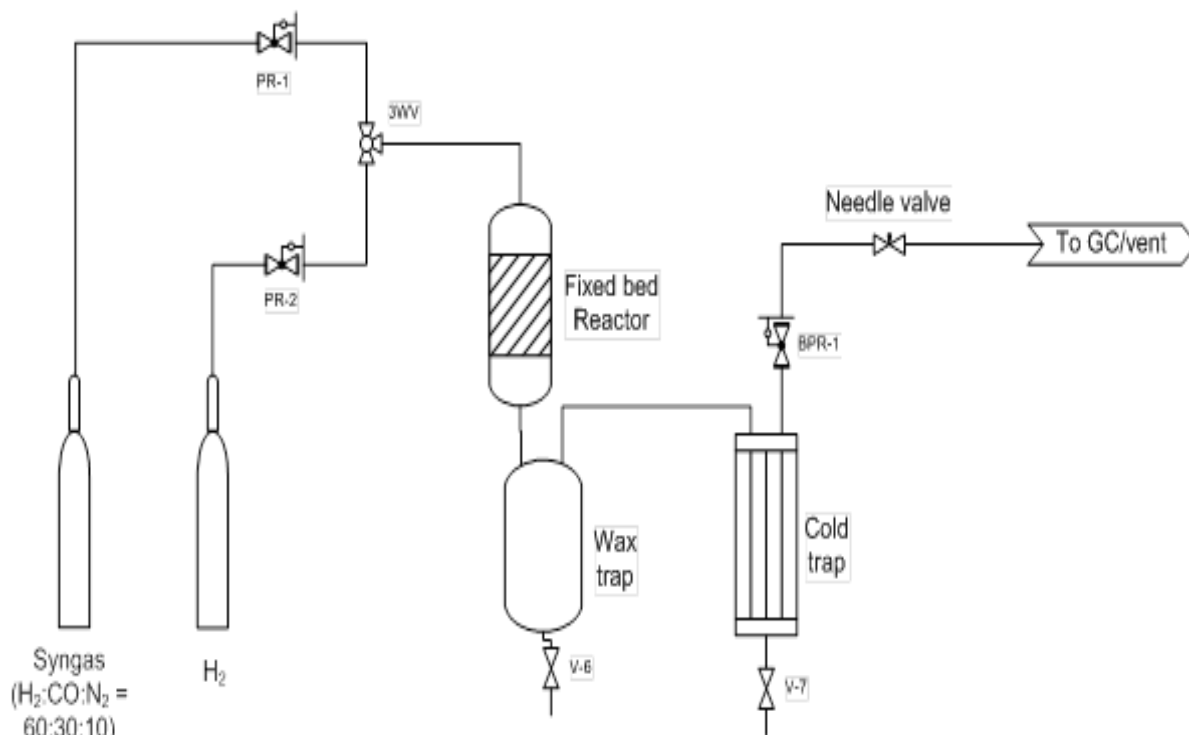 PR-1
3WV
PR-2
Needle valve
To GC/vent
Fixed bed
Reactor
BPR-1
Wax
trap
Cold
trap
V-6
V-7
Syngas
(H₂:CO:N₂ =
60:30:10)
H₂